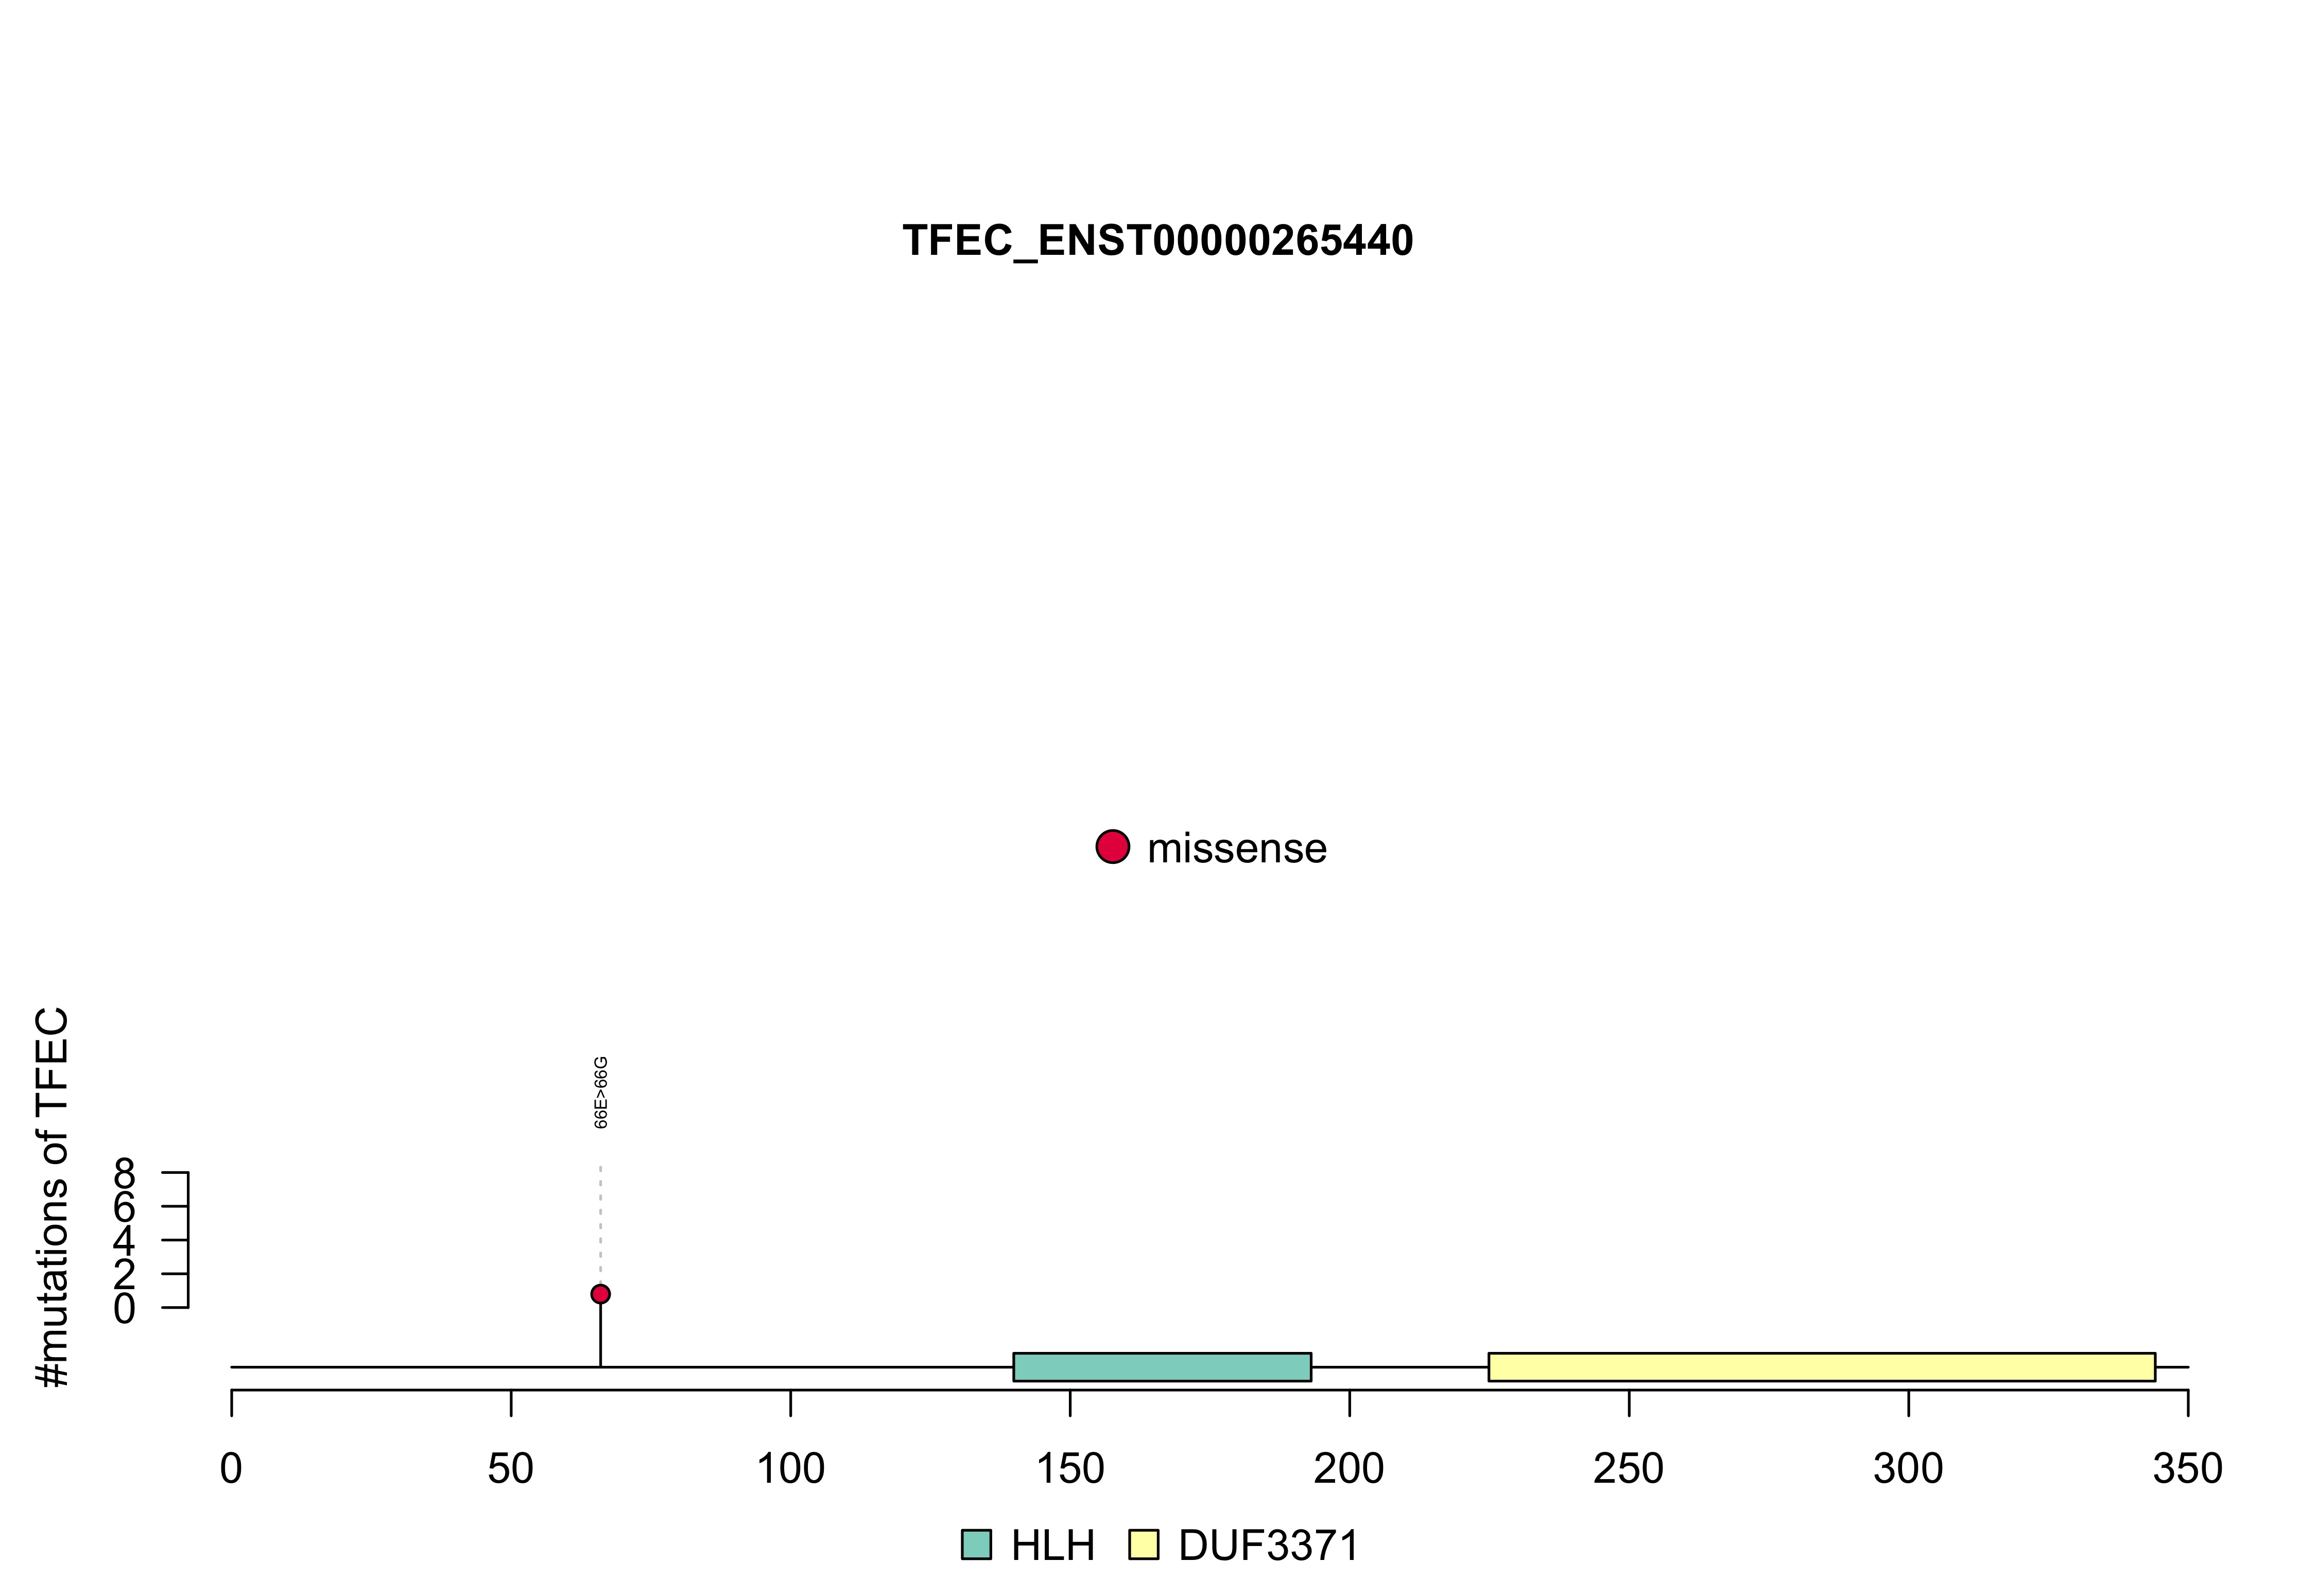 TFEC_ENST00000265440
missense
#mutations of TFEC
66E>66G
8
6
4
2
0
0 50 100 150 200 250 300 350
HLH DUF3371